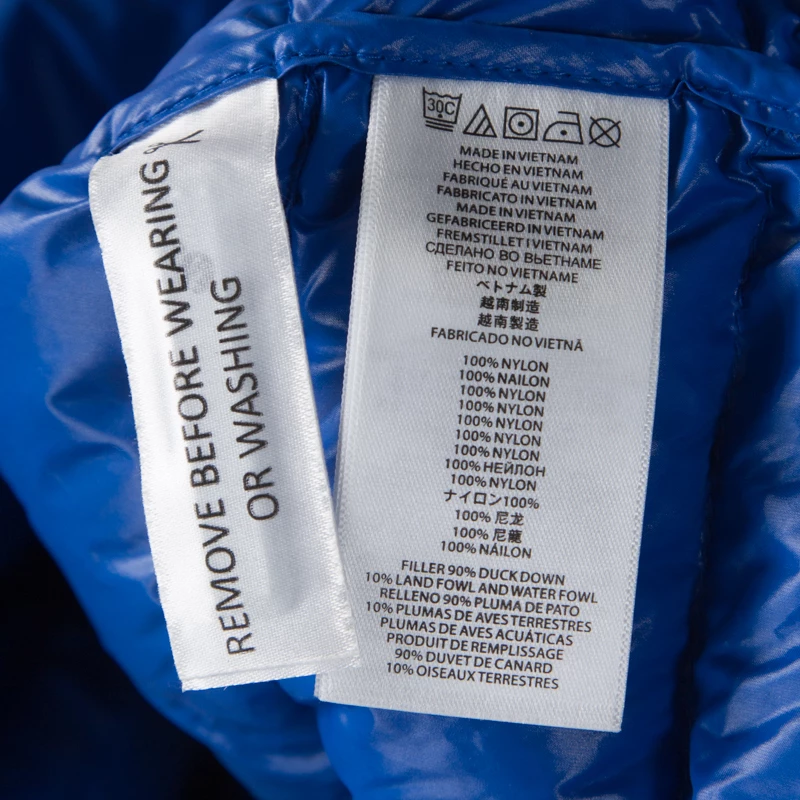 REMOVE BEFORE WEARING
OR WASHING
30C
MADE IN VIETNAM
HECHO EN VIETNAM
FABRIQUÉ AU VIETNAM
FABBRICATO IN VIETNAM
MADE IN VIETNAM
GEFABRICEERD IN VIETNAM
FREMSTILLET I VIETNAM
СДЕЛАНО ВО ВЬЕТНАМЕ
FEITO NO VIETNAME
ベトナム製
越南制造
越南製造
FABRICADO NO VIETNÃ
100% NYLON
100% NAILON
100% NYLON
100% NYLON
100% NYLON
100% NYLON
100% NYLON
100% НЕЙЛОН
100% NYLON
ナイロン100%
100% 尼龙
100% 尼龍
100% NÁILON
FILLER 90% DUCK DOWN
10% LAND FOWL AND WATER FOWL
RELLENO 90% PLUMA DE PATO
10% PLUMAS DE AVES TERRESTRES
PLUMAS DE AVES ACUÁTICAS
PRODUIT DE REMPLISSAGE
90% DUVET DE CANARD
10% OISEAUX TERRESTRES